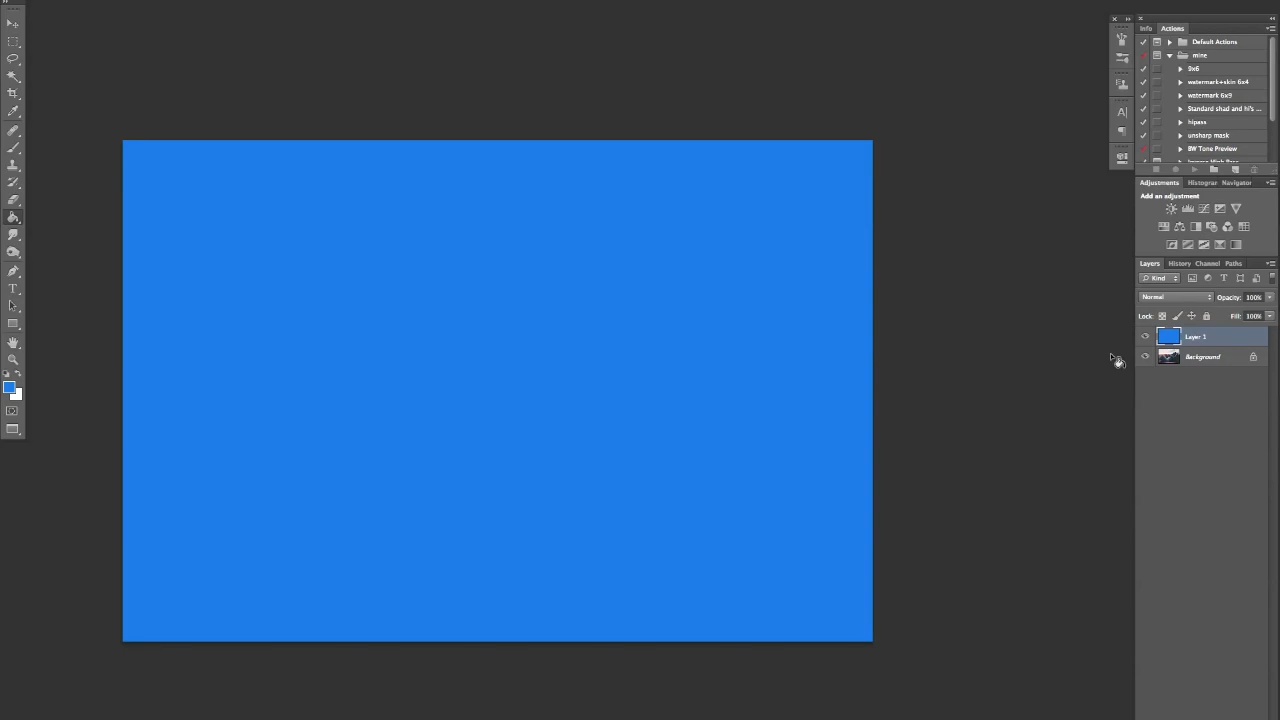 Info Actions
Default Actions
mine
9x6
watermark+skin 6x4
watermark 6x9
Standard shad and hi's ...
hipass
unsharp mask
BW Tone Preview
Adjustments Histogram Navigator
Add an adjustment
Layers History Channel Paths
Kind
Normal Opacity: 100%
Lock: Fill: 100%
Layer 1
Background